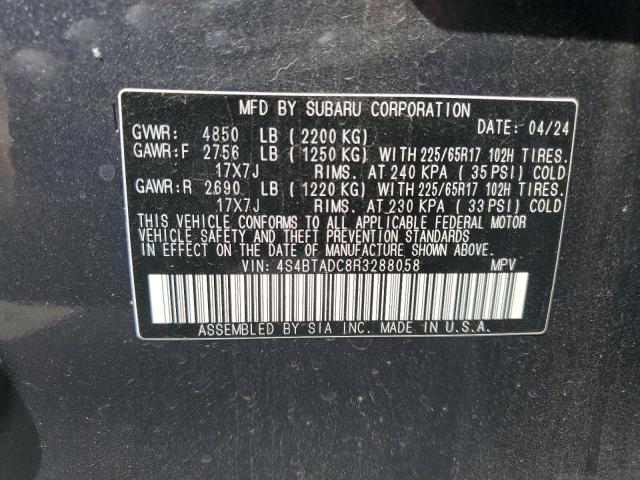 MFD BY SUBARU CORPORATION
GVWR: 4850 LB (2200 KG) DATE: 04/24
GAWR:F 2756 LB (1250 KG) WITH 225/65R17 102H TIRES.
17X7J RIMS. AT 240 KPA (35 PSI) COLD
GAWR:R 2690 LB (1220 KG) WITH 225/65R17 102H TIRES.
17X7J RIMS. AT 230 KPA (33 PSI) COLD
THIS VEHICLE CONFORMS TO ALL APPLICABLE FEDERAL MOTOR
VEHICLE SAFETY AND THEFT PREVENTION STANDARDS
IN EFFECT ON THE DATE OF MANUFACTURE SHOWN ABOVE.
VIN: 4S4BTADC8R3288058 MPV
ASSEMBLED BY SIA INC. MADE IN U.S.A.